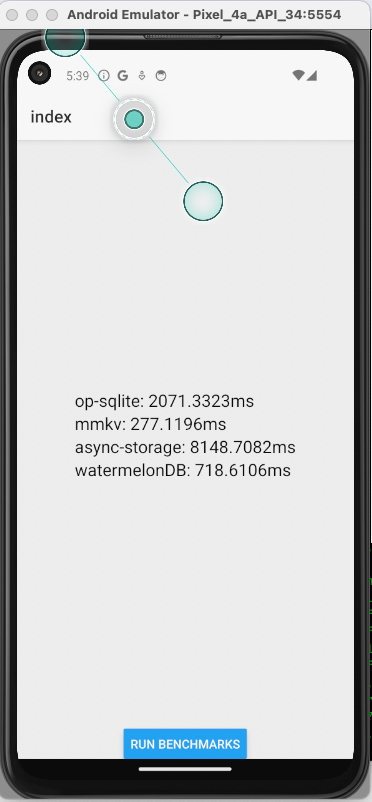 Android Emulator - Pixel_4a_API_34:5554
5:39
index
op-sqlite: 2071.3323ms
mmkv: 277.1196ms
async-storage: 8148.7082ms
watermelonDB: 718.6106ms
RUN BENCHMARKS